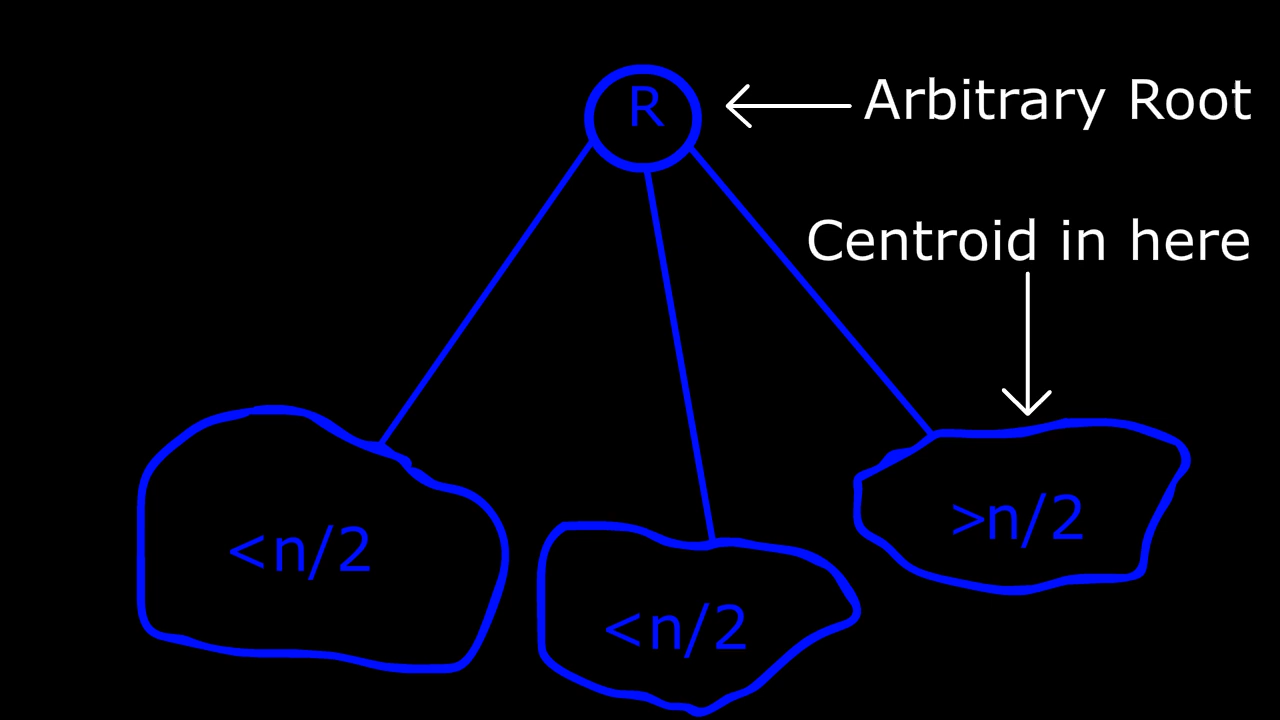 R
Arbitrary Root
Centroid in here
<n/2
<n/2
>n/2